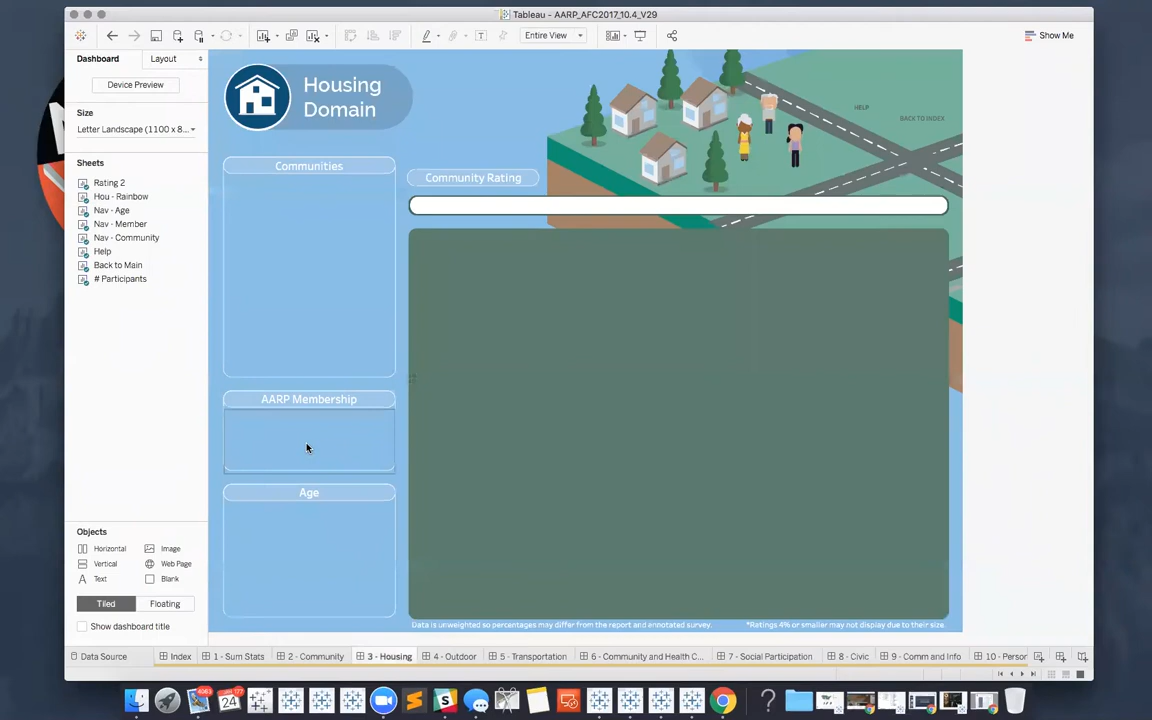 Tableau - AARP_AFC2017_10.4_V29
Entire View
Show Me
Dashboard
Layout
Device Preview
Size
Letter Landscape (1100 x 8...
Sheets
Rating 2
Hou - Rainbow
Nav - Age
Nav - Member
Nav - Community
Help
Back to Main
# Participants
Objects
Horizontal
Image
Vertical
Web Page
A Text
Blank
Tiled
Floating
Show dashboard title
Housing
Domain
HELP
BACK TO INDEX
Communities
Community Rating
AARP Membership
Age
Data is unweighted so percentages may differ from the report and annotated survey.
*Ratings 4% or smaller may not display due to their size.
Data Source
Index
1 - Sum Stats
2 - Community
3 - Housing
4 - Outdoor
5 - Transportation
6 - Community and Health C...
7 - Social Participation
8 - Civic
9 - Comm and Info
10 - Person
24